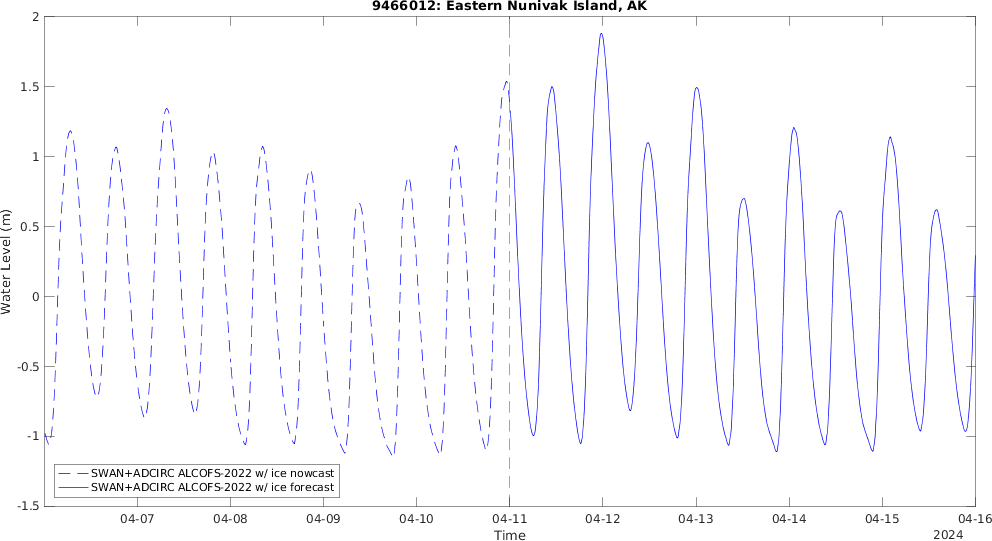 9466012: Eastern Nunivak Island, AK
2
1.5
1
0.5
0
-0.5
-1
-1.5
Water Level (m)
SWAN+ADCIRC ALCOFS-2022 w/ ice nowcast
SWAN+ADCIRC ALCOFS-2022 w/ ice forecast
04-07 04-08 04-09 04-10 04-11 04-12 04-13 04-14 04-15 04-16
Time
2024